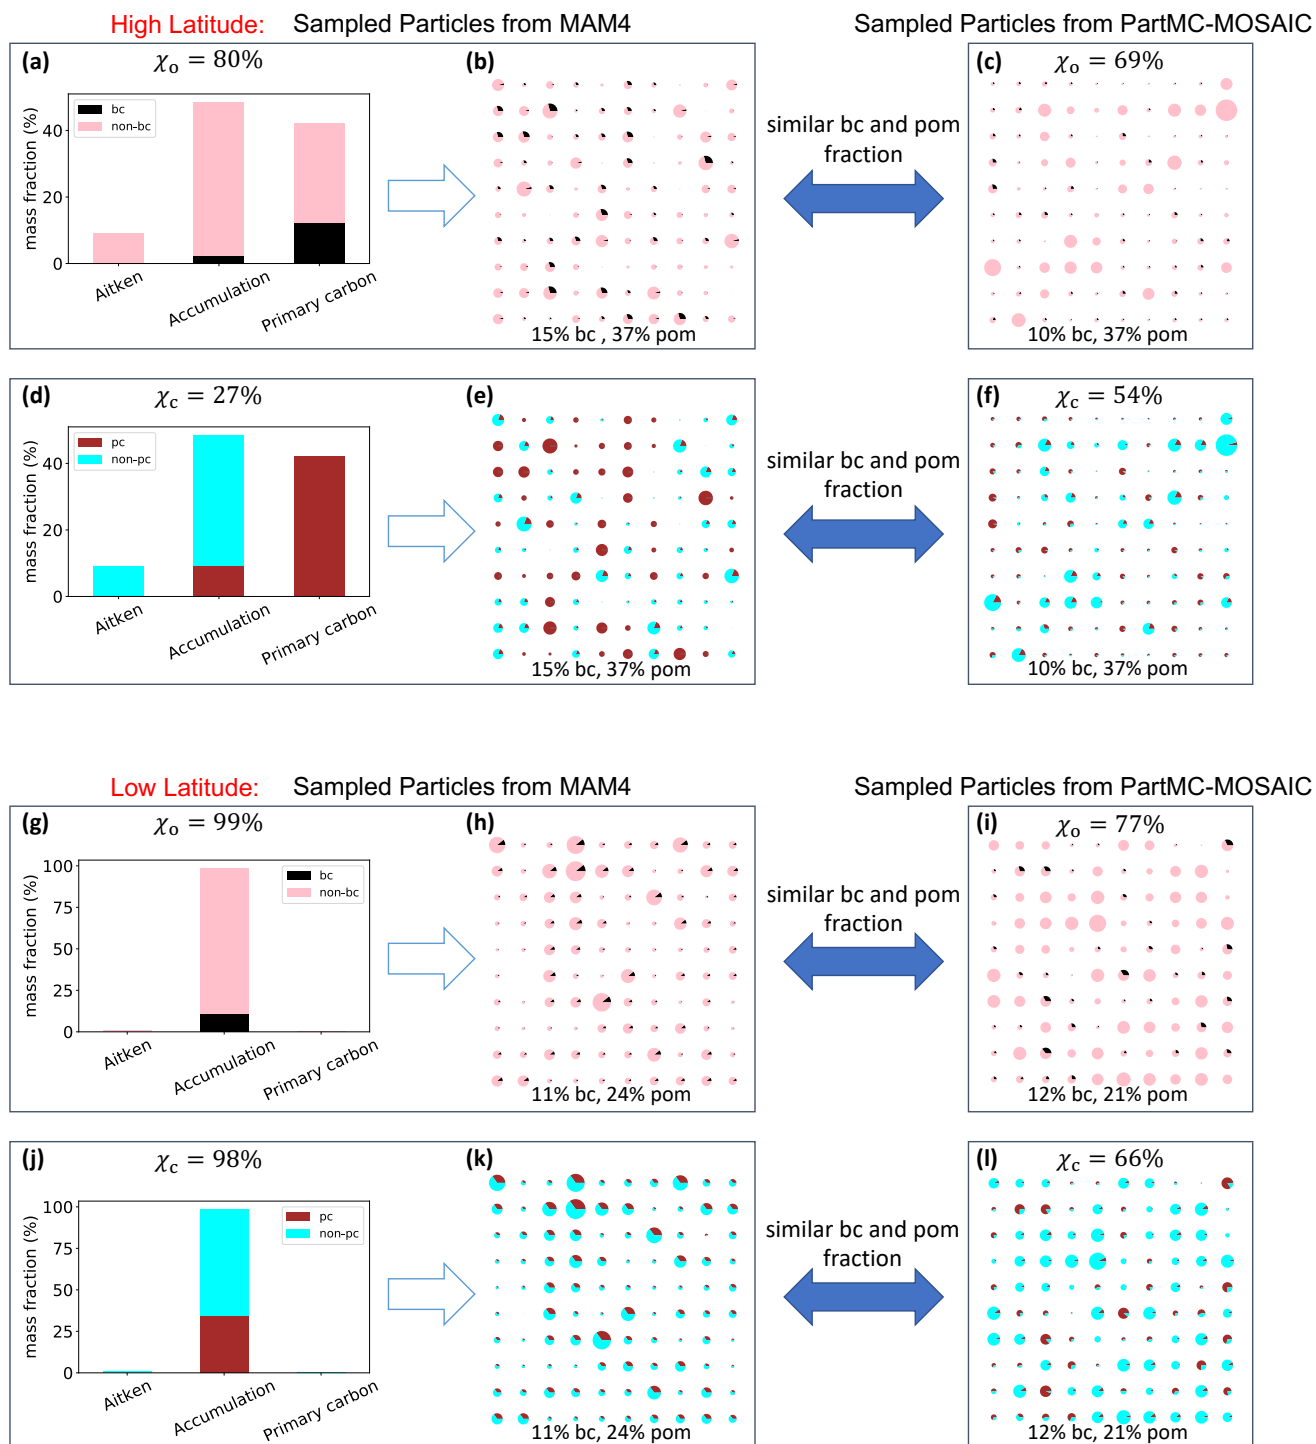 High Latitude: Sampled Particles from MAM4 Sampled Particles from PartMC-MOSAIC
(a) χo = 80%
mass fraction (%)
40
20
0
bc
non-bc
Aitken
Accumulation
Primary carbon
(b)
15% bc , 37% pom
similar bc and pom
fraction
(c) χo = 69%
10% bc, 37% pom
(d) χc = 27%
mass fraction (%)
40
20
0
pc
non-pc
Aitken
Accumulation
Primary carbon
(e)
15% bc, 37% pom
similar bc and pom
fraction
(f) χc = 54%
10% bc, 37% pom
Low Latitude: Sampled Particles from MAM4 Sampled Particles from PartMC-MOSAIC
(g) χo = 99%
mass fraction (%)
100
75
50
25
0
bc
non-bc
Aitken
Accumulation
Primary carbon
(h)
11% bc, 24% pom
similar bc and pom
fraction
(i) χo = 77%
12% bc, 21% pom
(j) χc = 98%
mass fraction (%)
100
75
50
25
0
pc
non-pc
Aitken
Accumulation
Primary carbon
(k)
11% bc, 24% pom
similar bc and pom
fraction
(l) χc = 66%
12% bc, 21% pom